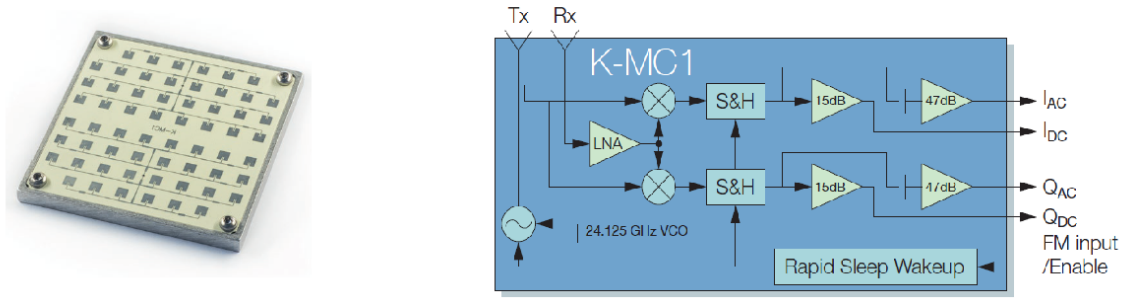 Tx Rx
K-MC1
S&H
15dB
47dB
I AC
I DC
LNA
S&H
15dB
47dB
Q AC
Q DC
24.125 GHz VCO
FM input
/Enable
Rapid Sleep Wakeup